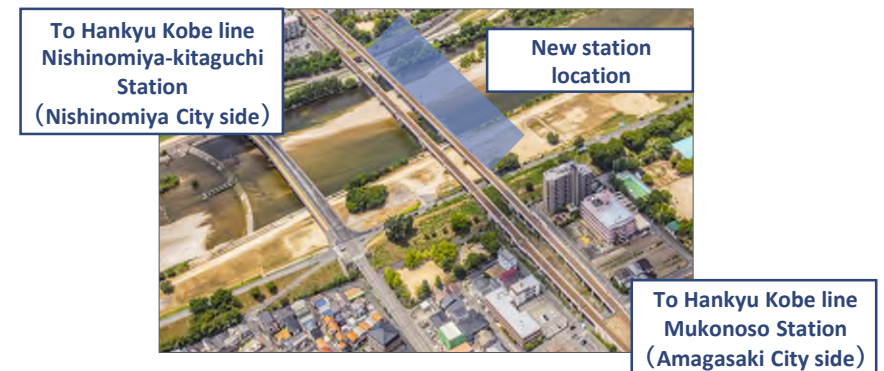 To Hankyu Kobe line
Nishinomiya-kitaguchi
Station
（Nishinomiya City side）
New station
location
To Hankyu Kobe line
Mukonoso Station
（Amagasaki City side）